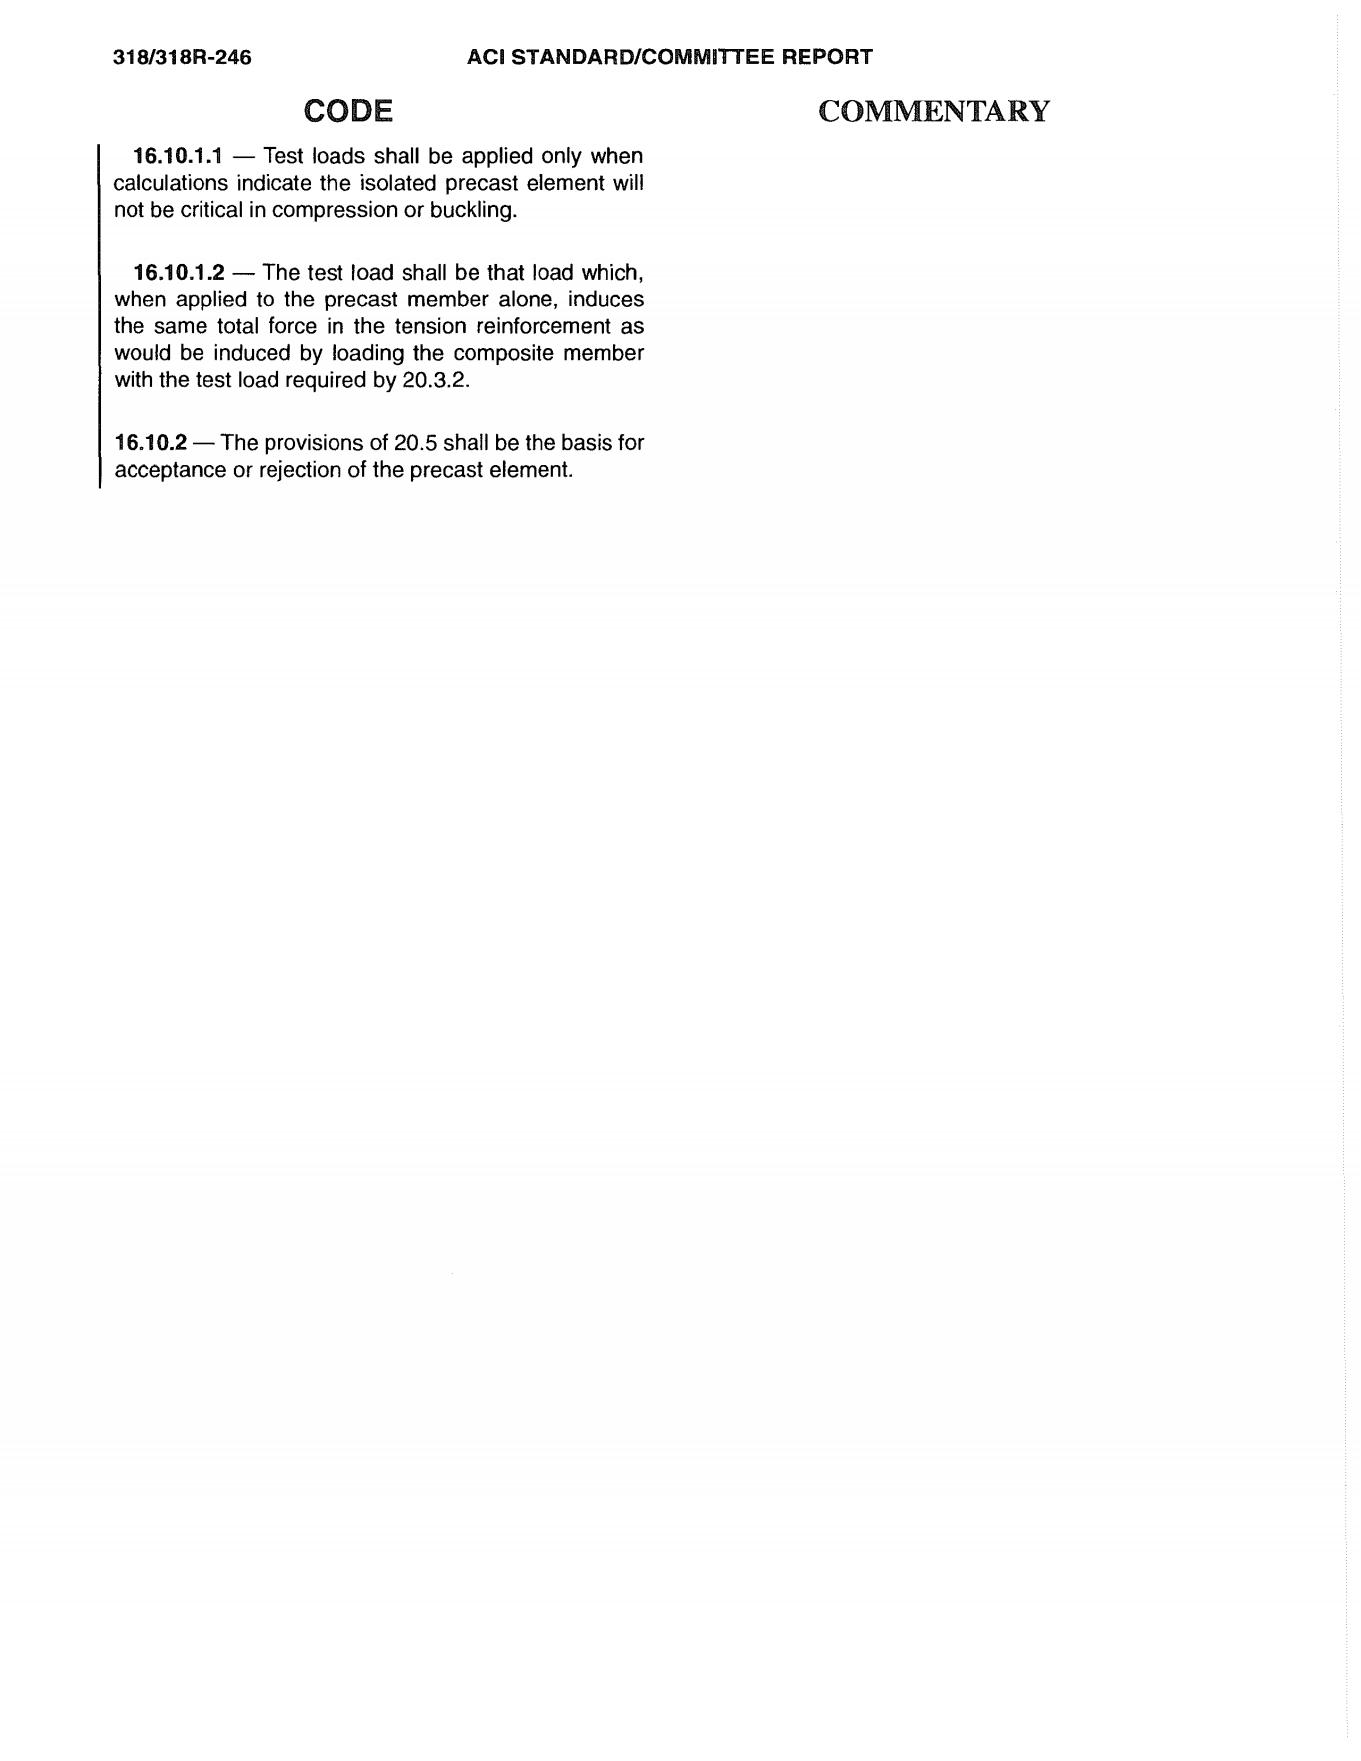 318/318R-246
ACI STANDARD/COMMITTEE REPORT
CODE
16.10.1.1 — Test loads shall be applied only when
calculations indicate the isolated precast element will
not be critical in compression or buckling.
16.10.1.2 — The test load shall be that load which,
when applied to the precast member alone, induces
the same total force in the tension reinforcement as
would be induced by loading the composite member
with the test load required by 20.3.2.
16.10.2 — The provisions of 20.5 shall be the basis for
acceptance or rejection of the precast element.
COMMENTARY